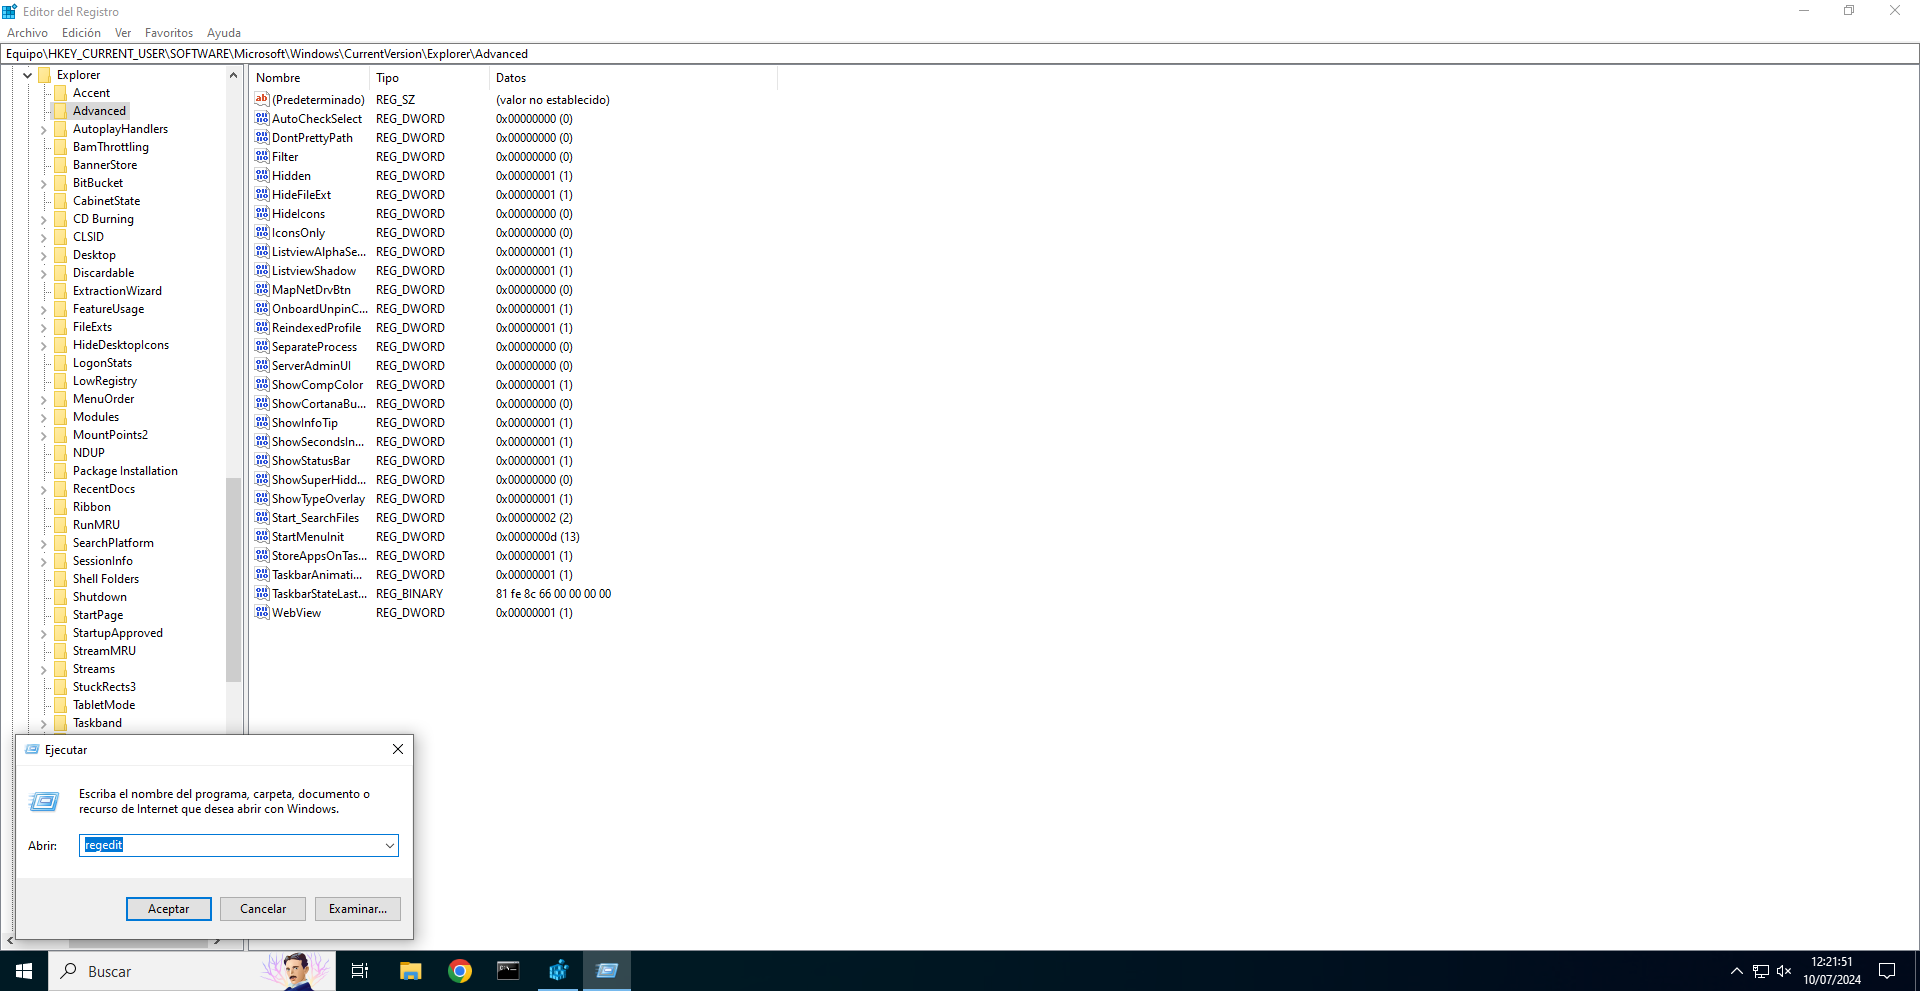 Editor del Registro
Archivo Edición Ver Favoritos Ayuda
Equipo\HKEY_CURRENT_USER\SOFTWARE\Microsoft\Windows\CurrentVersion\Explorer\Advanced
Explorer
Accent
Advanced
AutoplayHandlers
BamThrottling
BannerStore
BitBucket
CabinetState
CD Burning
CLSID
Desktop
Discardable
ExtractionWizard
FeatureUsage
FileExts
HideDesktopIcons
LogonStats
LowRegistry
MenuOrder
Modules
MountPoints2
NDUP
Package Installation
RecentDocs
Ribbon
RunMRU
SearchPlatform
SessionInfo
Shell Folders
Shutdown
StartPage
StartupApproved
StreamMRU
Streams
StuckRects3
TabletMode
Taskband
Nombre Tipo Datos
(Predeterminado) REG_SZ (valor no establecido)
AutoCheckSelect REG_DWORD 0x00000000 (0)
DontPrettyPath REG_DWORD 0x00000000 (0)
Filter REG_DWORD 0x00000000 (0)
Hidden REG_DWORD 0x00000001 (1)
HideFileExt REG_DWORD 0x00000001 (1)
HideIcons REG_DWORD 0x00000000 (0)
IconsOnly REG_DWORD 0x00000000 (0)
ListviewAlphaSe... REG_DWORD 0x00000001 (1)
ListviewShadow REG_DWORD 0x00000001 (1)
MapNetDrvBtn REG_DWORD 0x00000000 (0)
OnboardUnpinC... REG_DWORD 0x00000001 (1)
ReindexedProfile REG_DWORD 0x00000001 (1)
SeparateProcess REG_DWORD 0x00000000 (0)
ServerAdminUI REG_DWORD 0x00000000 (0)
ShowCompColor REG_DWORD 0x00000001 (1)
ShowCortanaBu... REG_DWORD 0x00000000 (0)
ShowInfoTip REG_DWORD 0x00000001 (1)
ShowSecondsIn... REG_DWORD 0x00000001 (1)
ShowStatusBar REG_DWORD 0x00000001 (1)
ShowSuperHidd... REG_DWORD 0x00000000 (0)
ShowTypeOverlay REG_DWORD 0x00000001 (1)
Start_SearchFiles REG_DWORD 0x00000002 (2)
StartMenuInit REG_DWORD 0x0000000d (13)
StoreAppsOnTas... REG_DWORD 0x00000001 (1)
TaskbarAnimati... REG_DWORD 0x00000001 (1)
TaskbarStateLast... REG_BINARY 81 fe 8c 66 00 00 00 00
WebView REG_DWORD 0x00000001 (1)
Ejecutar
Escriba el nombre del programa, carpeta, documento o
recurso de Internet que desea abrir con Windows.
Abrir: regedit
Aceptar Cancelar Examinar...
Buscar
12:21:51
10/07/2024